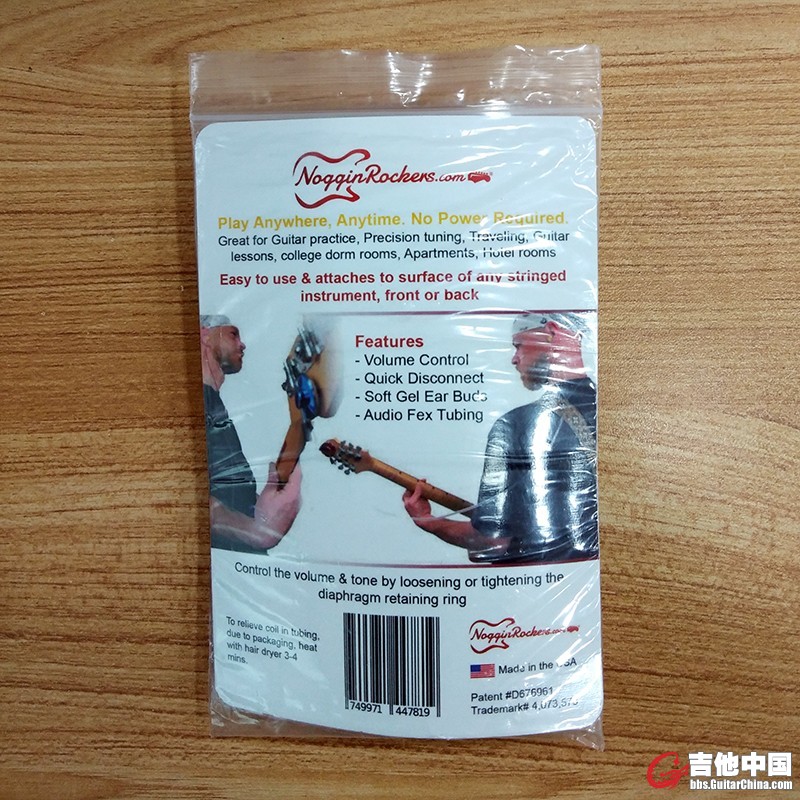 NogginRockers.com
Play Anywhere, Anytime. No Power Required.
Great for Guitar practice, Precision tuning, Traveling, Guitar
lessons, college dorm rooms, Apartments, Hotel rooms
Easy to use & attaches to surface of any stringed
instrument, front or back
Features
- Volume Control
- Quick Disconnect
- Soft Gel Ear Buds
- Audio Fex Tubing
Control the volume & tone by loosening or tightening the
diaphragm retaining ring
To relieve coil in tubing,
due to packaging, heat
with hair dryer 3-4
mins.
749971 447819
NogginRockers.com
Made in the USA
Patent #D676961
Trademark#
吉他中国
bbs.GuitarChina.com